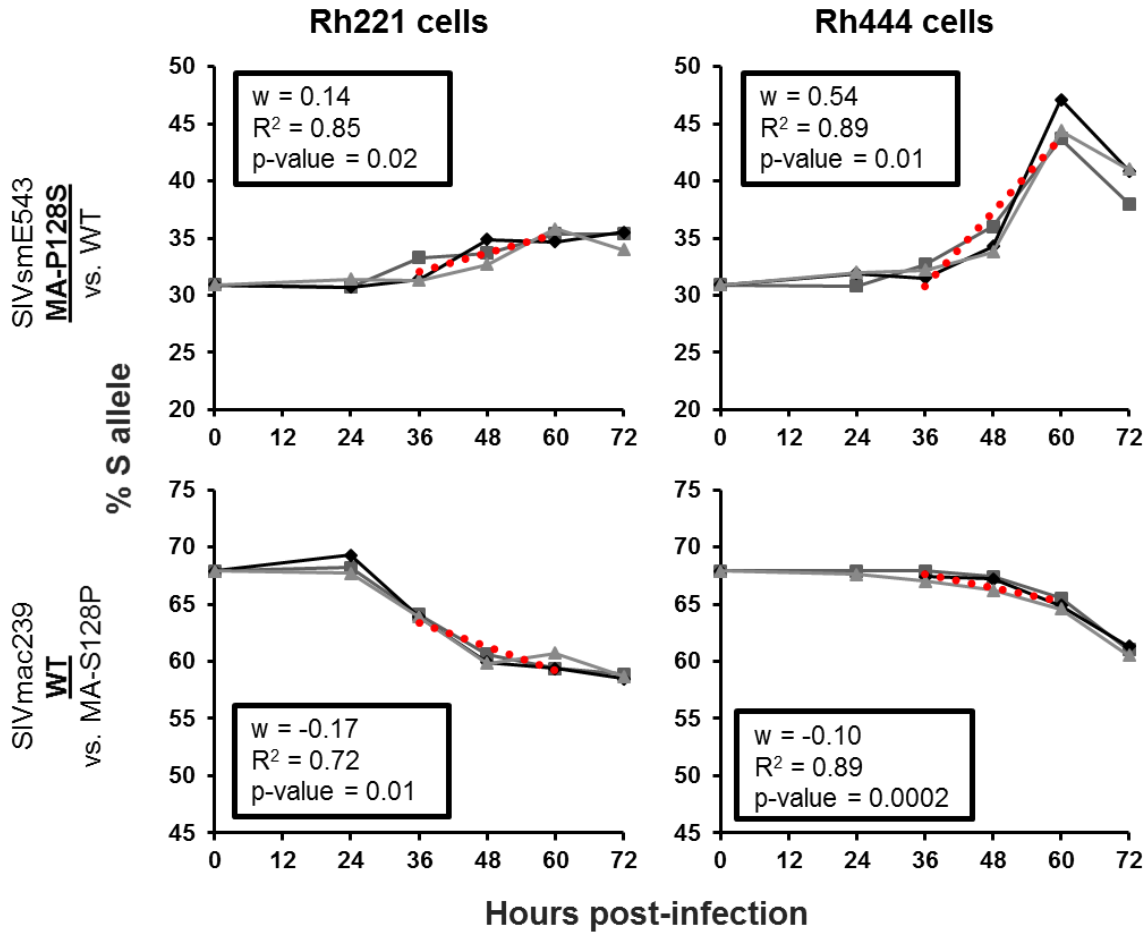 Rh221 cells
Rh444 cells
SIVsmE543
MA-P128S
vs. WT
% S allele
50
45
40
35
30
25
20
0 12 24 36 48 60 72
w = 0.14
R² = 0.85
p-value = 0.02
50
45
40
35
30
25
20
0 12 24 36 48 60 72
w = 0.54
R² = 0.89
p-value = 0.01
SIVmac239
WT
vs. MA-S128P
75
70
65
60
55
50
45
0 12 24 36 48 60 72
w = -0.17
R² = 0.72
p-value = 0.01
75
70
65
60
55
50
45
0 12 24 36 48 60 72
w = -0.10
R² = 0.89
p-value = 0.0002
Hours post-infection